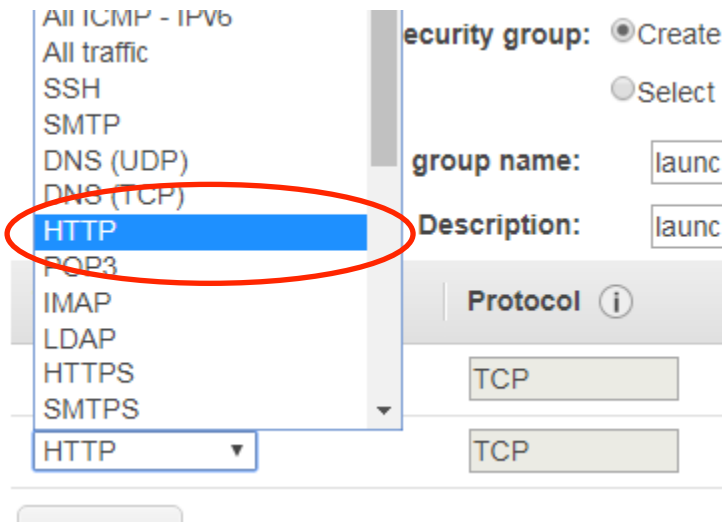 All ICMP - IPv6
All traffic
SSH
SMTP
DNS (UDP)
DNS (TCP)
HTTP
POP3
IMAP
LDAP
HTTPS
SMTPS
HTTP
ecurity group: Create
Select
group name: launc
Description: launc
Protocol i
TCP
TCP